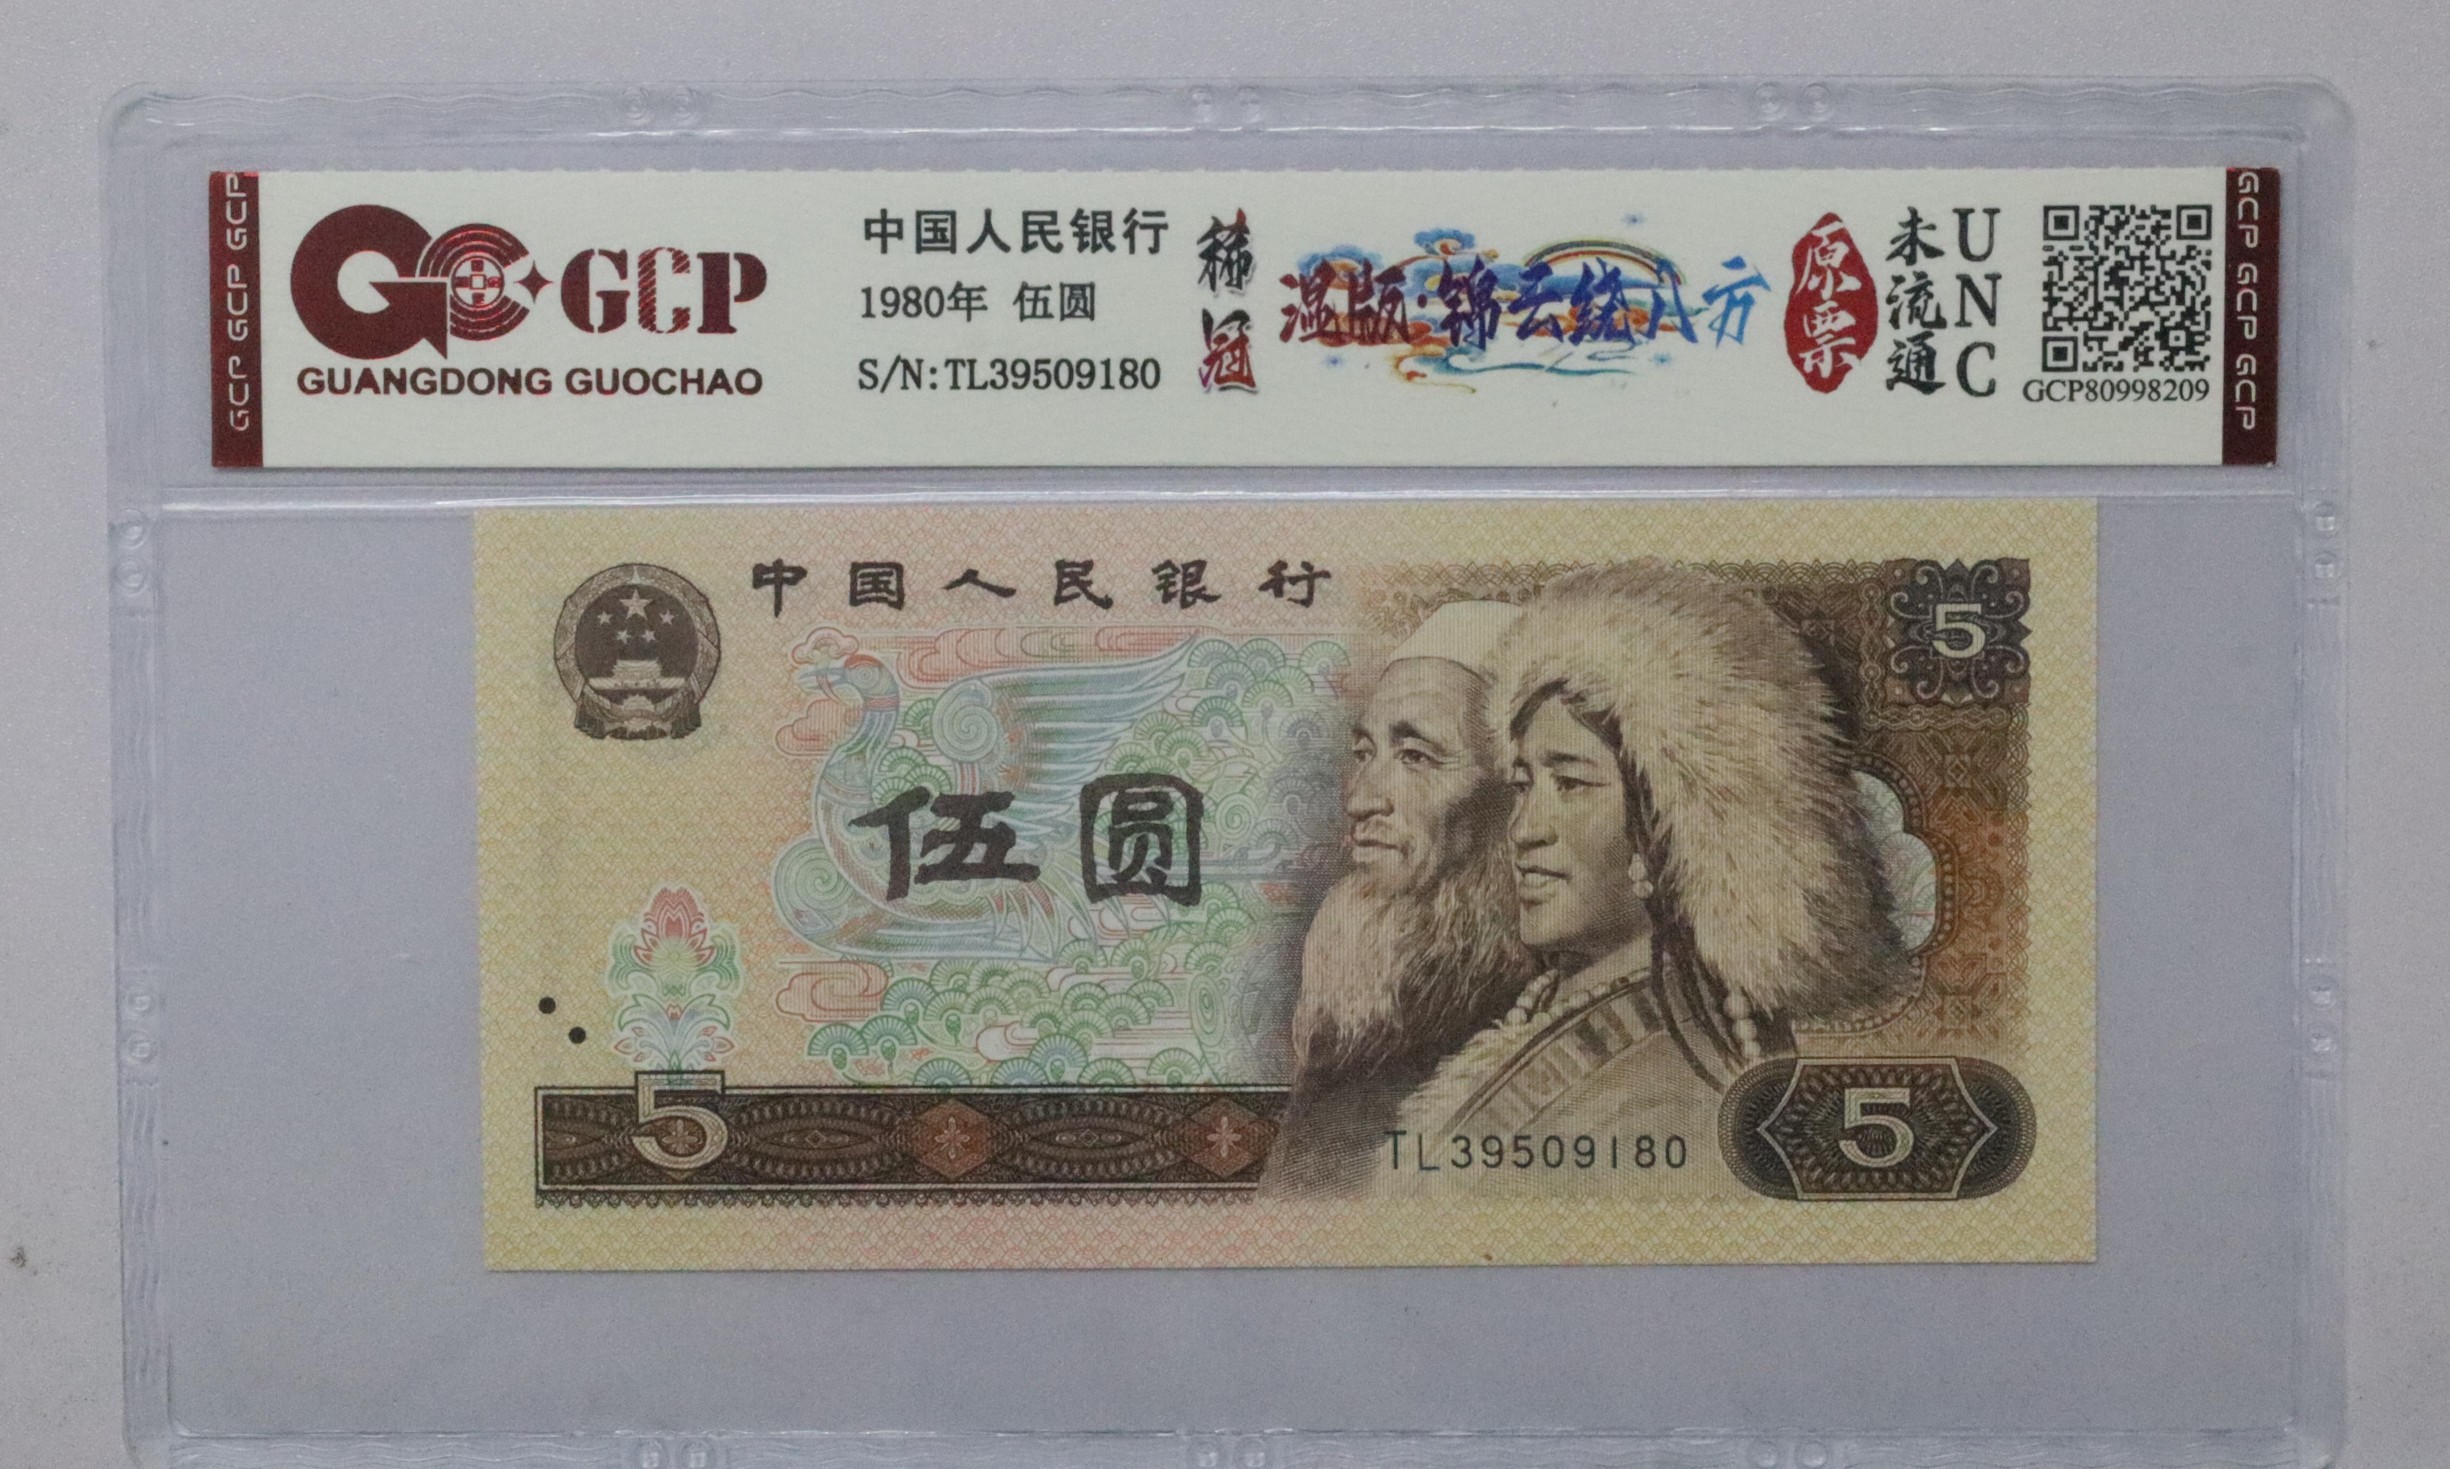 GCP GCP GCP
GCP
GUANGDONG GUOCHAO
中国人民银行
1980年 伍圆
S/N:TL39509180
稀冠
温版·锦云绕八方
原票
未流通
UNC
GCP80998209
GCP GCP GCP
中国人民银行
5
伍圆
5
TL39509180
5